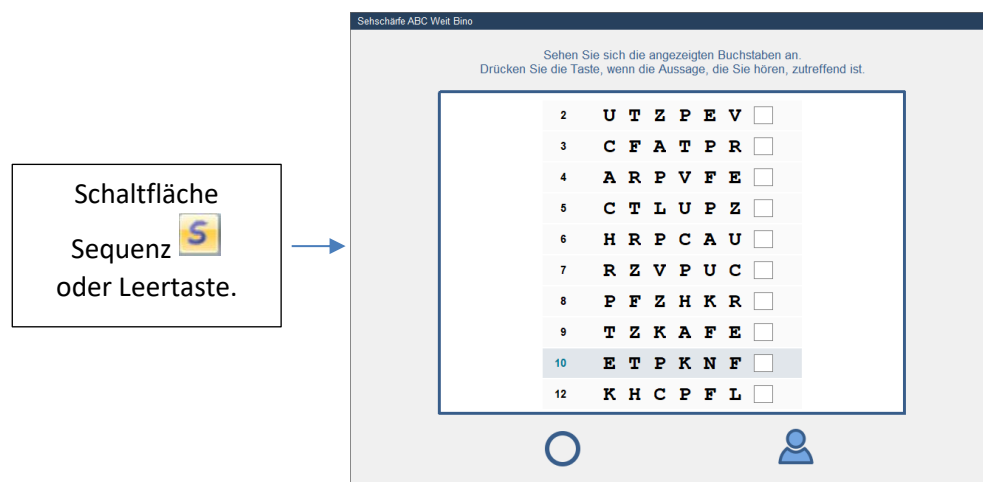 Sehschärfe ABC Weit Bino
Sehen Sie sich die angezeigten Buchstaben an.
Drücken Sie die Taste, wenn die Aussage, die Sie hören, zutreffend ist.
Schaltfläche
Sequenz S
oder Leertaste.
2 U T Z P E V
3 C F A T P R
4 A R P V F E
5 C T L U P Z
6 H R P C A U
7 R Z V P U C
8 P F Z H K R
9 T Z K A F E
10 E T P K N F
12 K H C P F L